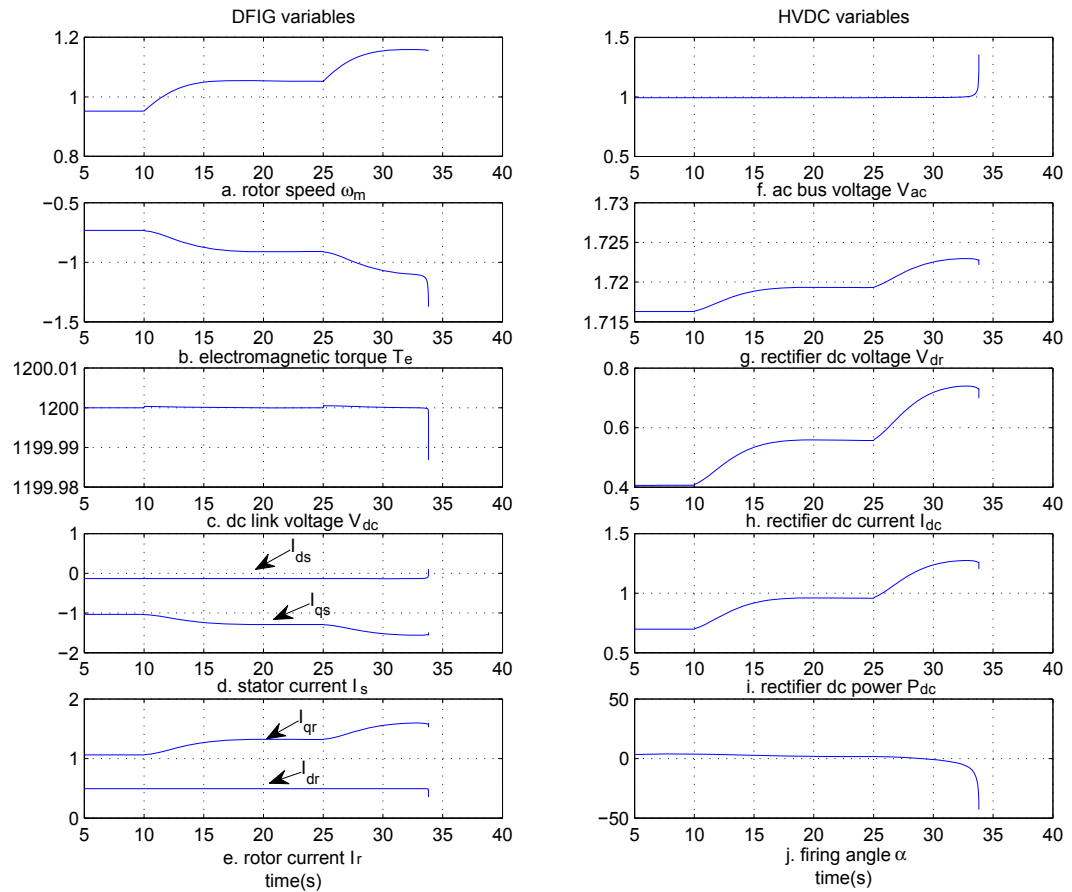 DFIG variables
1.2
1
0.8
5 10 15 20 25 30 35 40
a. rotor speed ωm
−0.5
−1
−1.5
5 10 15 20 25 30 35 40
b. electromagnetic torque Te
1200.01
1200
1199.99
1199.98
5 10 15 20 25 30 35 40
c. dc link voltage Vdc
1
0
−1
−2
Ids
Iqs
5 10 15 20 25 30 35 40
d. stator current Is
2
1
0
Iqr
Idr
5 10 15 20 25 30 35 40
e. rotor current Ir
time(s)
HVDC variables
1.5
1
0.5
5 10 15 20 25 30 35 40
f. ac bus voltage Vac
1.73
1.725
1.72
1.715
5 10 15 20 25 30 35 40
g. rectifier dc voltage Vdr
0.8
0.6
0.4
5 10 15 20 25 30 35 40
h. rectifier dc current Idc
1.5
1
0.5
5 10 15 20 25 30 35 40
i. rectifier dc power Pdc
50
0
−50
5 10 15 20 25 30 35 40
j. firing angle α
time(s)